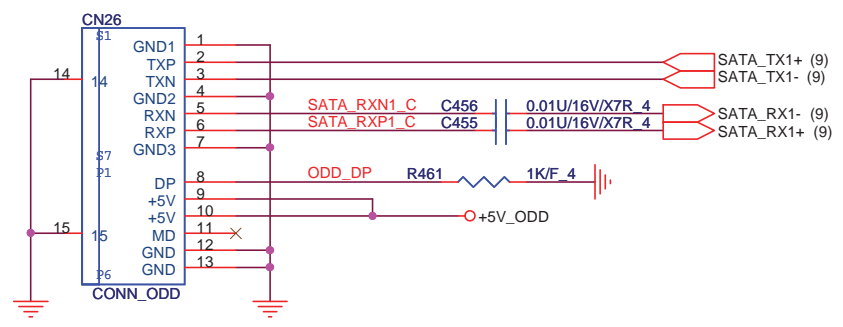 CN26
S1
GND1 1
TXP 2 SATA_TX1+ (9)
TXN 3 SATA_TX1- (9)
14 14
GND2 4
RXN 5 SATA_RXN1_C C456 0.01U/16V/X7R_4 SATA_RX1- (9)
RXP 6 SATA_RXP1_C C455 0.01U/16V/X7R_4 SATA_RX1+ (9)
GND3 7
S7
P1
DP 8 ODD_DP R461 1K/F_4
+5V 9
+5V 10 +5V_ODD
15 15 MD 11
GND 12
GND 13
P6
CONN_ODD